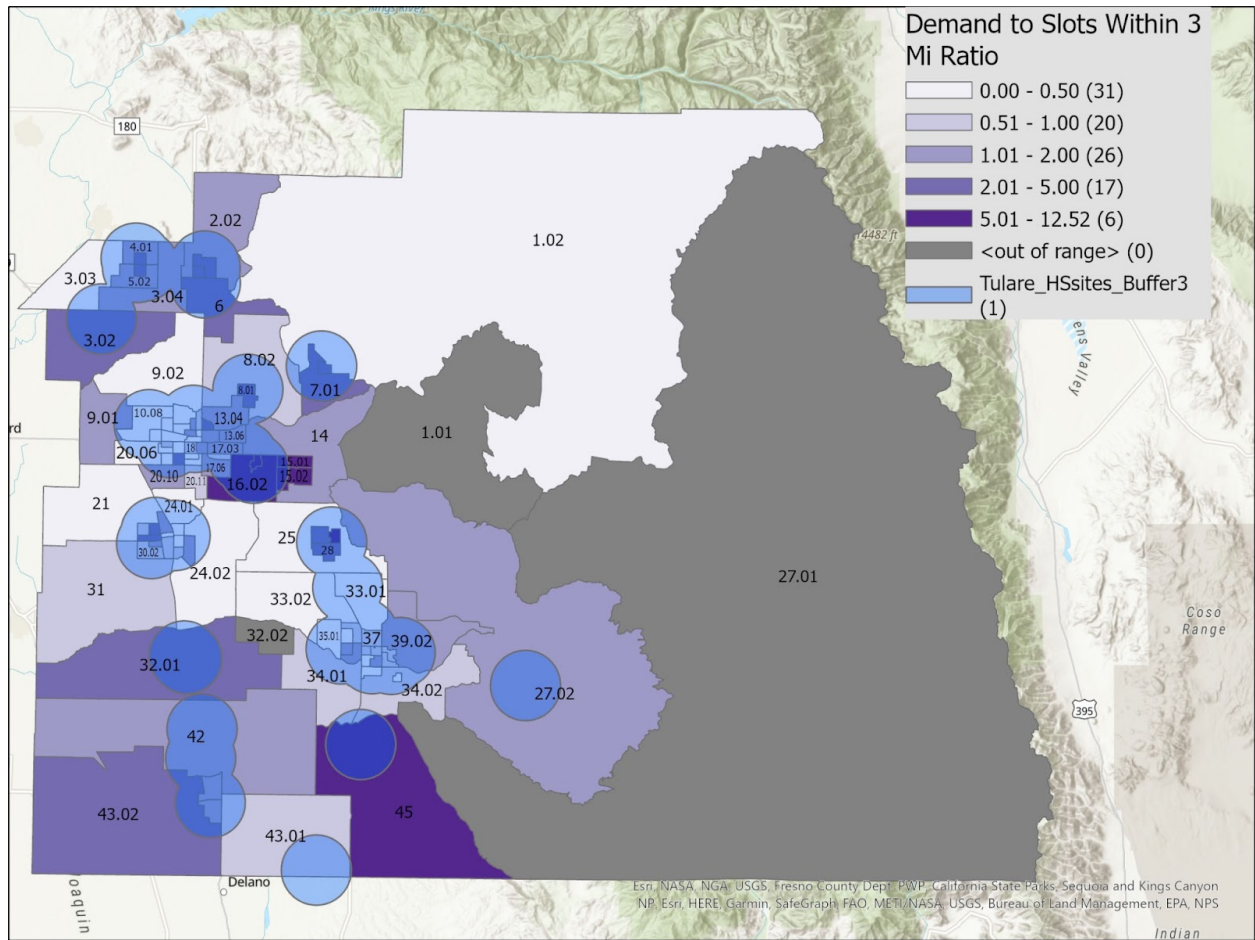 Demand to Slots Within 3
Mi Ratio
0.00 - 0.50 (31)
0.51 - 1.00 (20)
1.01 - 2.00 (26)
2.01 - 5.00 (17)
5.01 - 12.52 (6)
<out of range> (0)
Tulare_HSsites_Buffer3
(1)
180
2.02
1.02
4482 ft
4.01
3.03
5.02
3.04
6
3.02
8.02
9.02
7.01
8.01
ens Valley
9.01
10.08
13.04
rd
13.06
14
1.01
20.06
18
17.03
15.01
20.10
17.06
15.02
20.11
16.02
21
24.01
25
30.02
28
24.02
27.01
31
33.01
33.02
Coso
Range
32.02
35.01
37
39.02
32.01
34.01
34.02
27.02
395
42
43.02
45
43.01
Delano
oaquin
Esri, NASA, NGA, USGS, Fresno County Dept. PWP, California State Parks, Sequoia and Kings Canyon
NP, Esri, HERE, Garmin, SafeGraph, FAO, METI/NASA, USGS, Bureau of Land Management, EPA, NPS
Indian